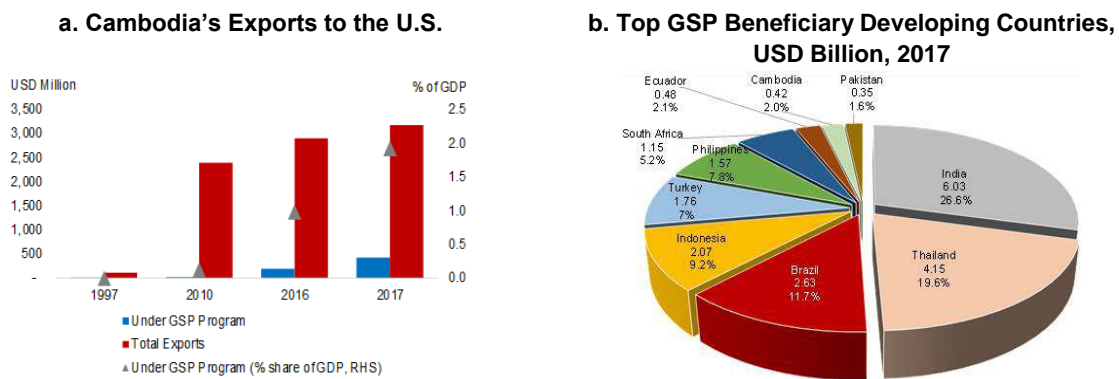 a. Cambodia's Exports to the U.S.
USD Million
% of GDP
3,500
3,000
2,500
2,000
1,500
1,000
500
-
2.5
2.0
1.5
1.0
0.5
0.0
1997
2010
2016
2017
Under GSP Program
Total Exports
Under GSP Program (% share of GDP, RHS)
b. Top GSP Beneficiary Developing Countries,
USD Billion, 2017
Ecuador
0.48
2.1%
Cambodia
0.42
2.0%
Pakistan
0.35
1.6%
South Africa
1.15
5.2%
Philippines
1.57
7.8%
Turkey
1.76
7%
Indonesia
2.07
9.2%
Brazil
2.63
11.7%
India
6.03
26.6%
Thailand
4.15
19.6%